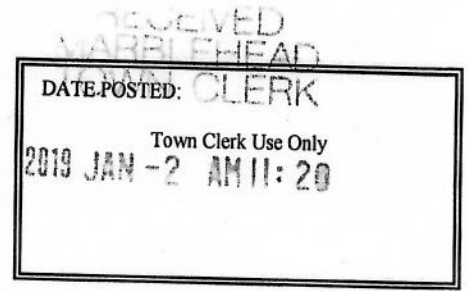 RECEIVED
MARBLEHEAD
TOWN CLERK
DATE POSTED:
Town Clerk Use Only
2019 JAN -2 AM 11: 20